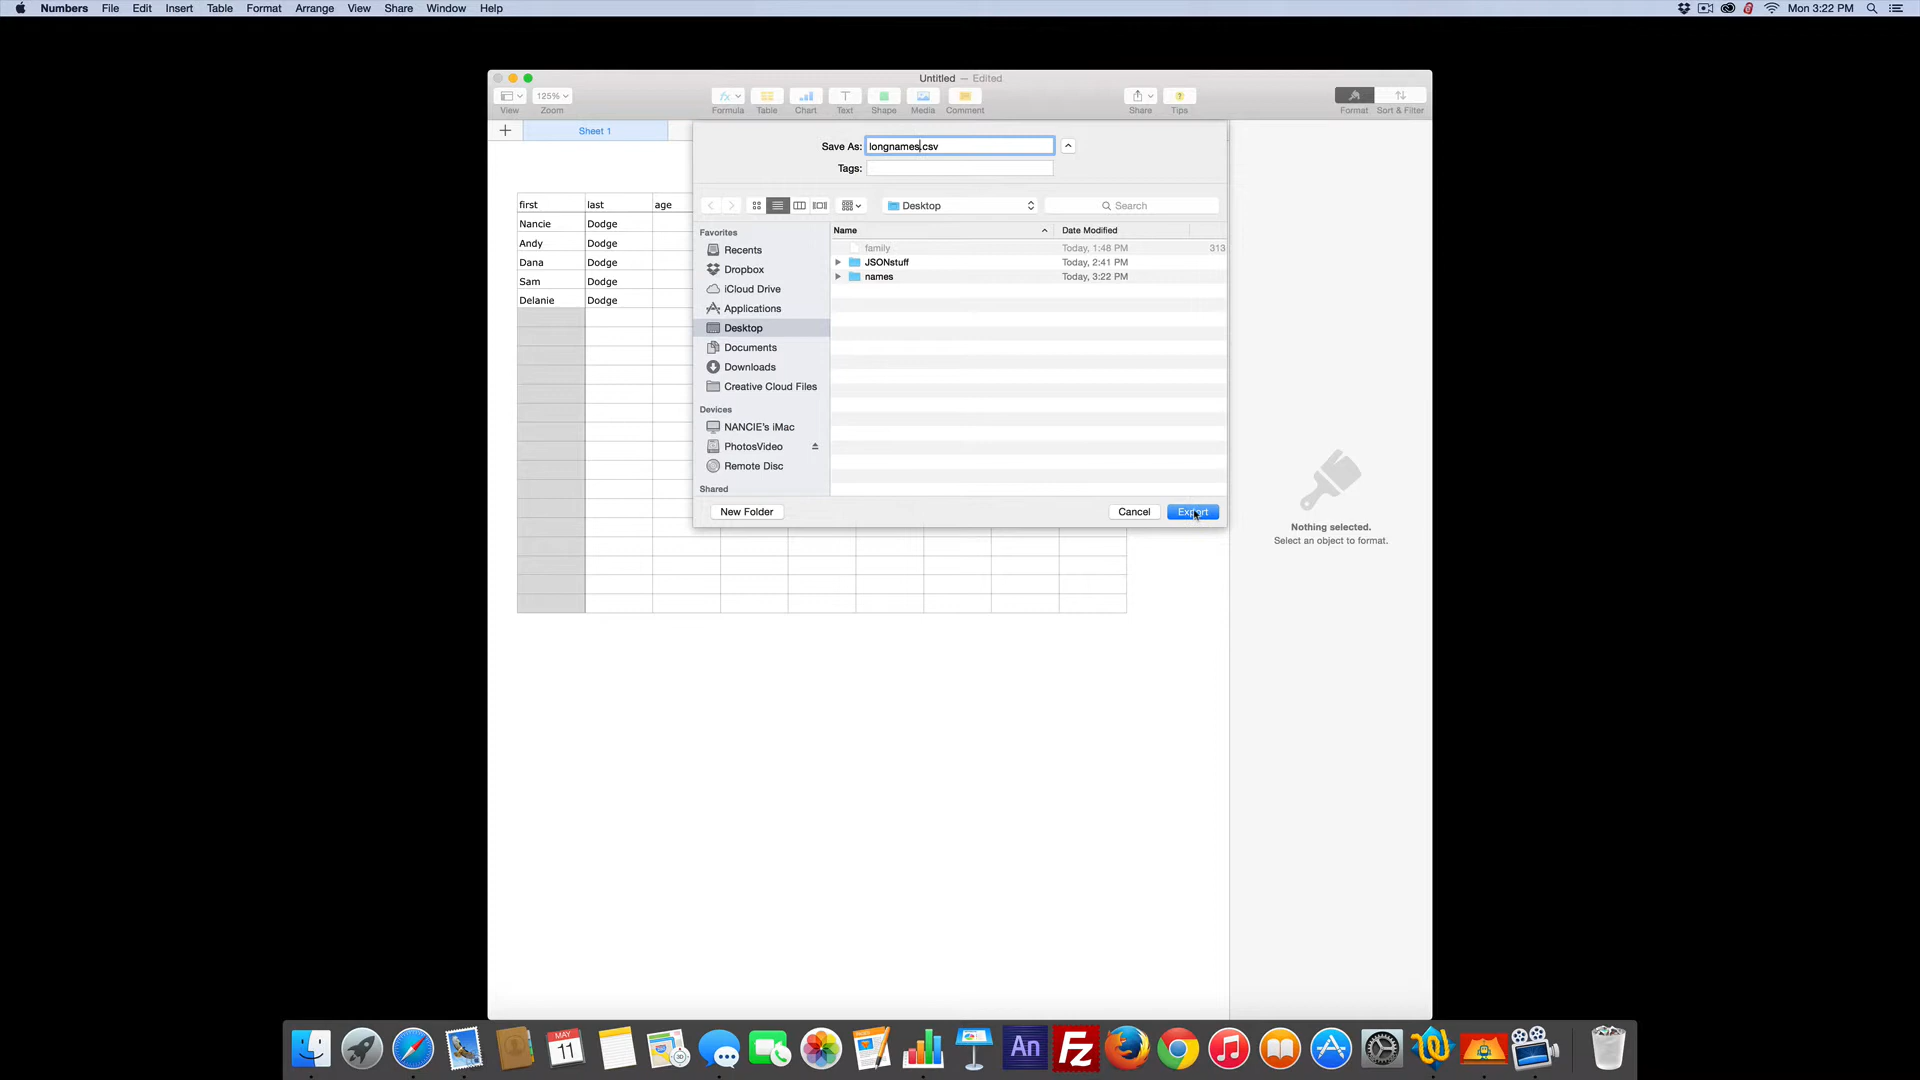 Numbers File Edit Insert Table Format Arrange View Share Window Help Mon 3:22 PM
Untitled — Edited
125%
View Zoom Formula Table Chart Text Shape Media Comment Share Tips Format Sort & Filter
Sheet 1
Save As: longnames.csv
Tags:
first last age
Nancie Dodge
Andy Dodge
Dana Dodge
Sam Dodge
Delanie Dodge
Desktop
Search
Favorites
Recents
Dropbox
iCloud Drive
Applications
Desktop
Documents
Downloads
Creative Cloud Files
Devices
NANCIE's iMac
PhotosVideo
Remote Disc
Shared
Name Date Modified
family Today, 1:48 PM 313
JSONstuff Today, 2:41 PM
names Today, 3:22 PM
New Folder Cancel Export
Nothing selected.
Select an object to format.
MAY
11
3D
An
Fz